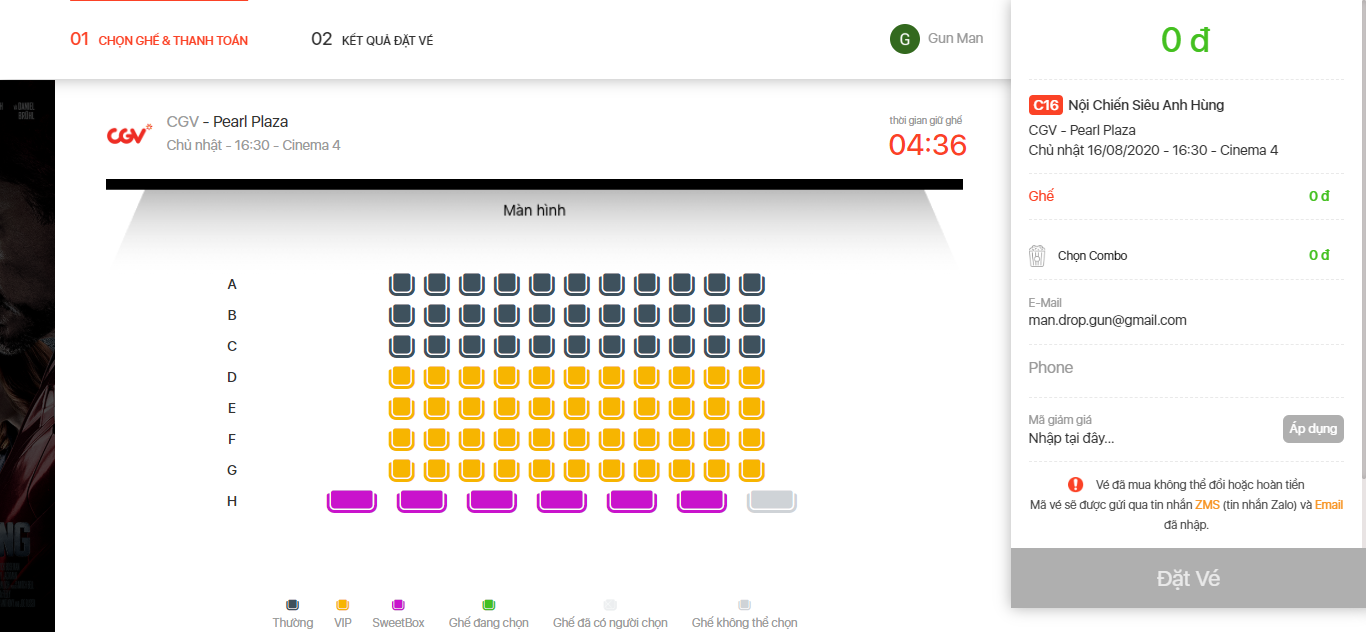 01 CHỌN GHẾ & THANH TOÁN
02 KẾT QUẢ ĐẶT VÉ
G Gun Man
DANIEL
BRÜHL
CGV
CGV - Pearl Plaza
Chủ nhật - 16:30 - Cinema 4
thời gian giữ ghế
04:36
Màn hình
A
B
C
D
E
F
G
H
Thường
VIP
SweetBox
Ghế đang chọn
Ghế đã có người chọn
Ghế không thể chọn
0 đ
C16 Nội Chiến Siêu Anh Hùng
CGV - Pearl Plaza
Chủ nhật 16/08/2020 - 16:30 - Cinema 4
Ghế 0 đ
Chọn Combo 0 đ
E-Mail
man.drop.gun@gmail.com
Phone
Mã giảm giá
Nhập tại đây...
Áp dụng
Vé đã mua không thể đổi hoặc hoàn tiền
Mã vé sẽ được gửi qua tin nhắn ZMS (tin nhắn Zalo) và Email
đã nhập.
Đặt Vé